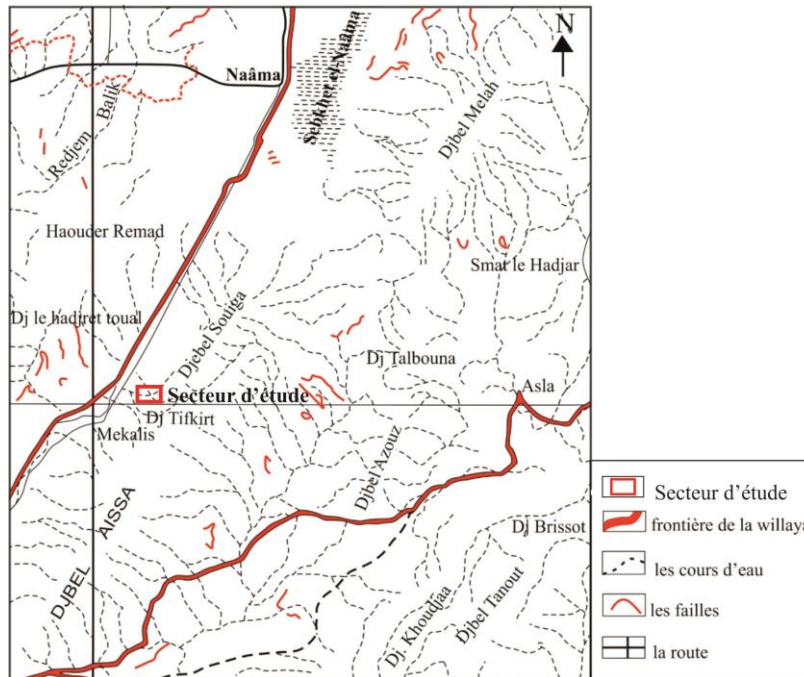 N
Naâma
Sebkhet el-Naâma
Djbel Melah
Redjem Balik
Haouder Remad
Smat le Hadjar
Dj le hadjret toual
Djebel Souiga
Dj Talbouna
Secteur d'étude
Asla
Dj Tifkirt
Mekalis
Djbel Azouz
DJBEL AISSA
Dj Brissot
Dj. Khoudjaa
Djbel Tanout
Secteur d'étude
frontière de la willaya
les cours d'eau
les failles
la route